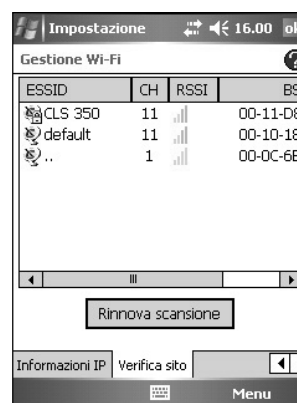 Impostazione 16.00 ok
Gestione Wi-Fi ?
ESSID CH RSSI BS
CLS 350 11 00-11-D8
default 11 00-10-18
.. 1 00-0C-6E
Rinnova scansione
Informazioni IP Verifica sito
Menu